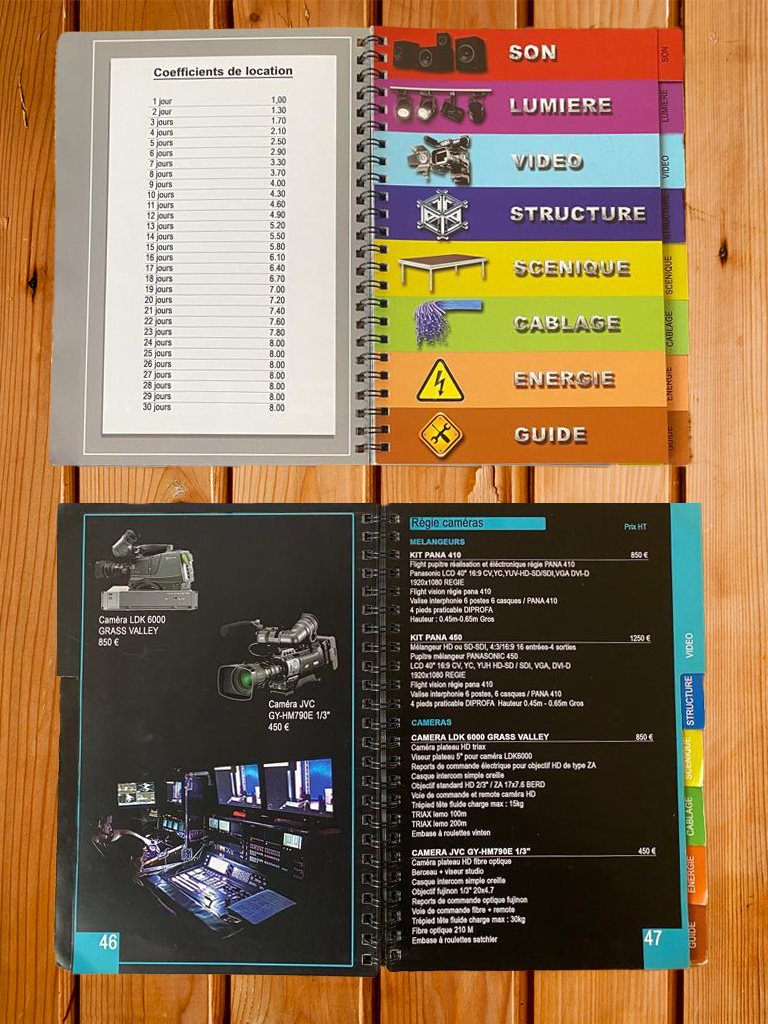 Coefficients de location
1 jour 1,00
2 jour 1.30
3 jours 1.70
4 jours 2.10
5 jours 2.50
6 jours 2.90
7 jours 3.30
8 jours 3.70
9 jours 4.00
10 jours 4.30
11 jours 4.60
12 jours 4.90
13 jours 5.20
14 jours 5.50
15 jours 5.80
16 jours 6.10
17 jours 6.40
18 jours 6.70
19 jours 7.00
20 jours 7.20
21 jours 7.40
22 jours 7.60
23 jours 7.80
24 jours 8.00
25 jours 8.00
26 jours 8.00
27 jours 8.00
28 jours 8.00
29 jours 8.00
30 jours 8.00
SON
LUMIERE
VIDEO
STRUCTURE
SCENIQUE
CABLAGE
ENERGIE
GUIDE
SON
LUMIERE
VIDEO
STRUCTURE
SCENIQUE
CABLAGE
ENERGIE
GUIDE
Caméra LDK 6000
GRASS VALLEY
850 €
Caméra JVC
GY-HM790E 1/3"
450 €
46
Régie caméras
Prix HT
MELANGEURS
KIT PANA 410 850 €
Flight pupitre réalisation et éléctronique régie PANA 410
Panasonic LCD 40" 16:9 CV,YC,YUV-HD-SD/SDI,VGA DVI-D
1920x1080 REGIE
Flight vision régie pana 410
Valise interphonie 6 postes 6 casques / PANA 410
4 pieds praticable DIPROFA
Hauteur : 0.45m-0.65m Gros
KIT PANA 450 1250 €
Mélangeur HD ou SD-SDI, 4:3/16:9 16 entrées-4 sorties
Pupitre mélangeur PANASONIC 450
LCD 40" 16:9 CV, YC, YUH HD-SD / SDI, VGA, DVI-D
1920x1080 REGIE
Flight vision régie pana 410
Valise interphonie 6 postes, 6 casques / PANA 410
4 pieds praticable DIPROFA Hauteur 0.45m - 0.65m Gros
CAMERAS
CAMERA LDK 6000 GRASS VALLEY 850 €
Caméra plateau HD triax
Viseur plateau 5" pour caméra LDK6000
Reports de commande électrique pour objectif HD de type ZA
Casque intercom simple oreille
Objectif standard HD 2/3" / ZA 17x7.6 BERD
Voie de commande et remote caméra HD
Trépied tête fluide charge max : 15kg
TRIAX lemo 100m
TRIAX lemo 200m
Embase à roulettes vinten
CAMERA JVC GY-HM790E 1/3" 450 €
Caméra plateau HD fibre optique
Berceau + viseur studio
Casque intercom simple oreille
Objectif fujinon 1/3" 20x4.7
Reports de commande optique fujinon
Voie de commande fibre + remote
Trépied tête fluide charge max : 30kg
Fibre optique 210 M
Embase à roulettes satchler
47
VIDEO
STRUCTURE
SCENIQUE
CABLAGE
ENERGIE
GUIDE